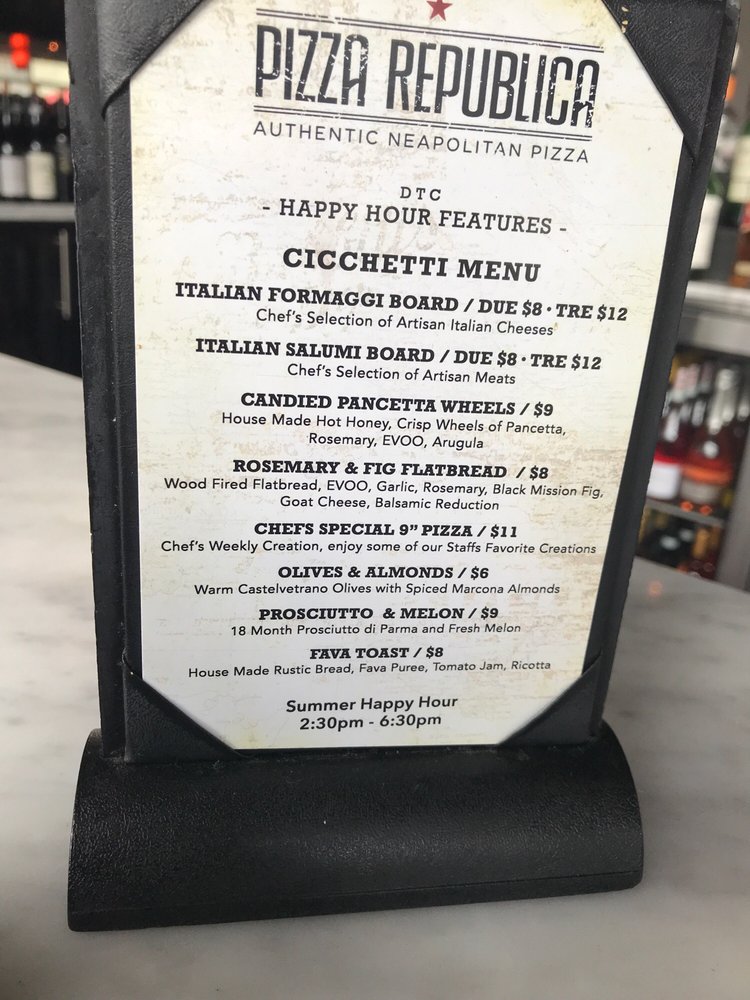 PIZZA REPUBLICA
AUTHENTIC NEAPOLITAN PIZZA
DTC
- HAPPY HOUR FEATURES -
CICCHETTI MENU
ITALIAN FORMAGGI BOARD / DUE $8 · TRE $12
Chef's Selection of Artisan Italian Cheeses
ITALIAN SALUMI BOARD / DUE $8 · TRE $12
Chef's Selection of Artisan Meats
CANDIED PANCETTA WHEELS / $9
House Made Hot Honey, Crisp Wheels of Pancetta,
Rosemary, EVOO, Arugula
ROSEMARY & FIG FLATBREAD / $8
Wood Fired Flatbread, EVOO, Garlic, Rosemary, Black Mission Fig,
Goat Cheese, Balsamic Reduction
CHEFS SPECIAL 9" PIZZA / $11
Chef's Weekly Creation, enjoy some of our Staffs Favorite Creations
OLIVES & ALMONDS / $6
Warm Castelvetrano Olives with Spiced Marcona Almonds
PROSCIUTTO & MELON / $9
18 Month Prosciutto di Parma and Fresh Melon
FAVA TOAST / $8
House Made Rustic Bread, Fava Puree, Tomato Jam, Ricotta
Summer Happy Hour
2:30pm - 6:30pm